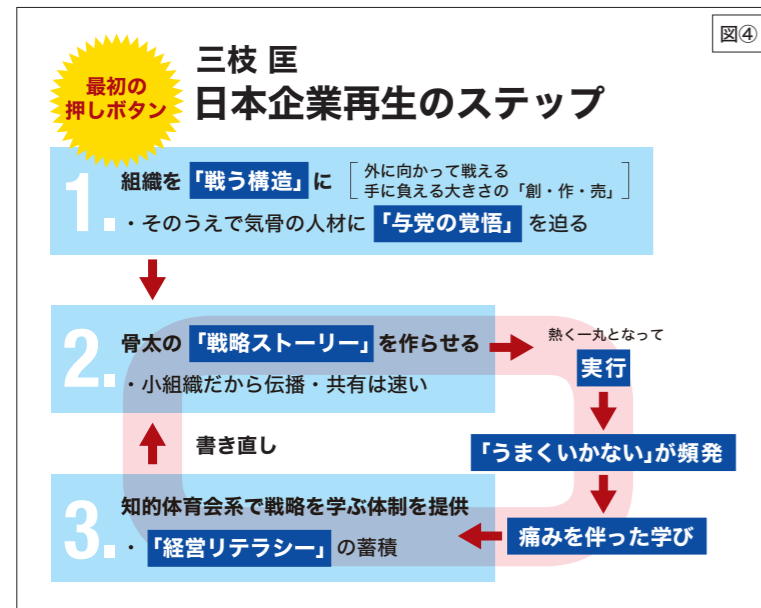 図④
最初の
押しボタン
三枝 匡
日本企業再生のステップ
1.
組織を「戦う構造」に
外に向かって戦える
手に負える大きさの「創・作・売」
・そのうえで気骨の人材に「与党の覚悟」を迫る
2.
骨太の「戦略ストーリー」を作らせる
・小組織だから伝播・共有は速い
熱く一丸となって
実行
「うまくいかない」が頻発
痛みを伴った学び
書き直し
3.
知的体育会系で戦略を学ぶ体制を提供
・「経営リテラシー」の蓄積